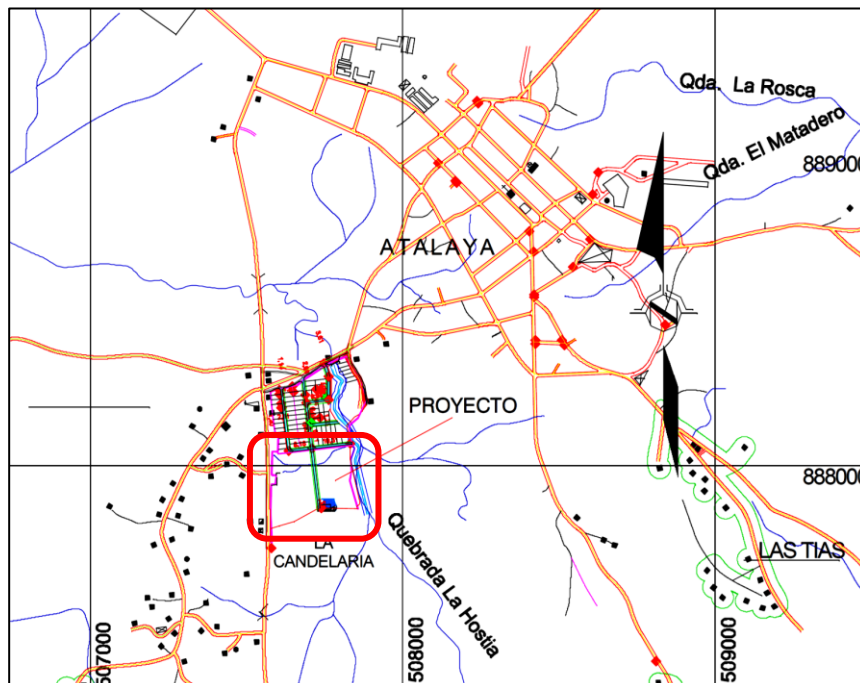 Qda. La Rosca
Qda. El Matadero
889000
ATALAYA
PROYECTO
888000
LAS TIAS
LA
CANDELARIA
Quebrada La Hostia
507000
508000
509000